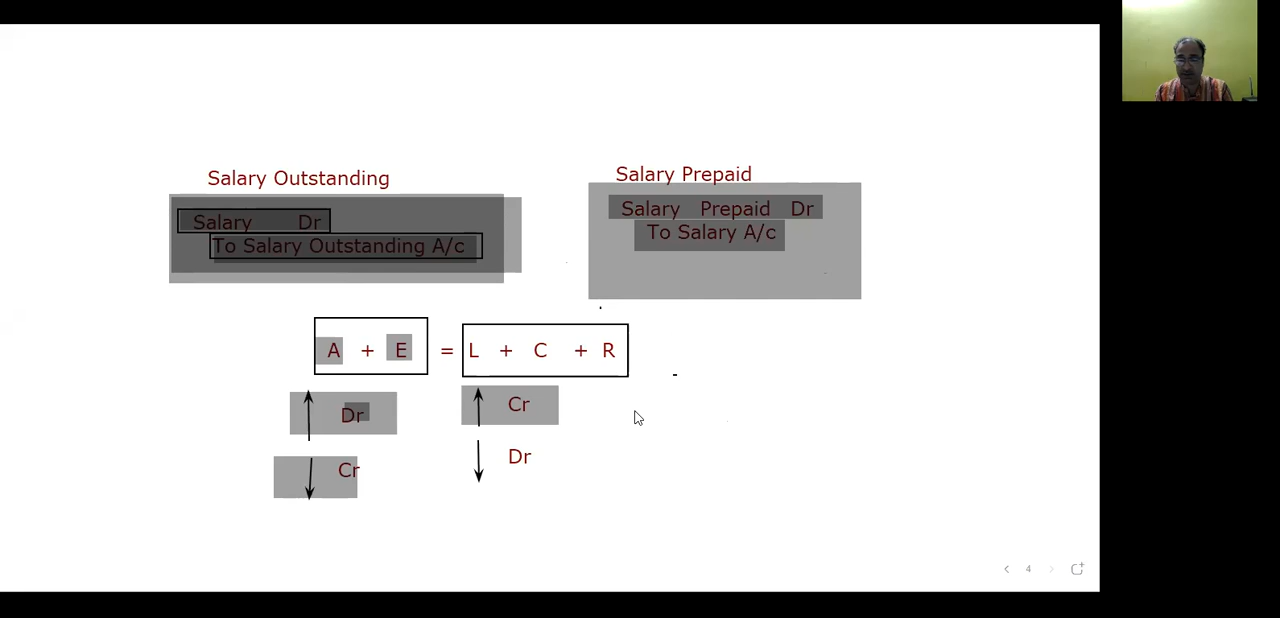 Salary Outstanding
Salary Dr
To Salary Outstanding A/c
Salary Prepaid
Salary Prepaid Dr
To Salary A/c
A + E = L + C + R
Dr
Cr
Cr
Dr
4